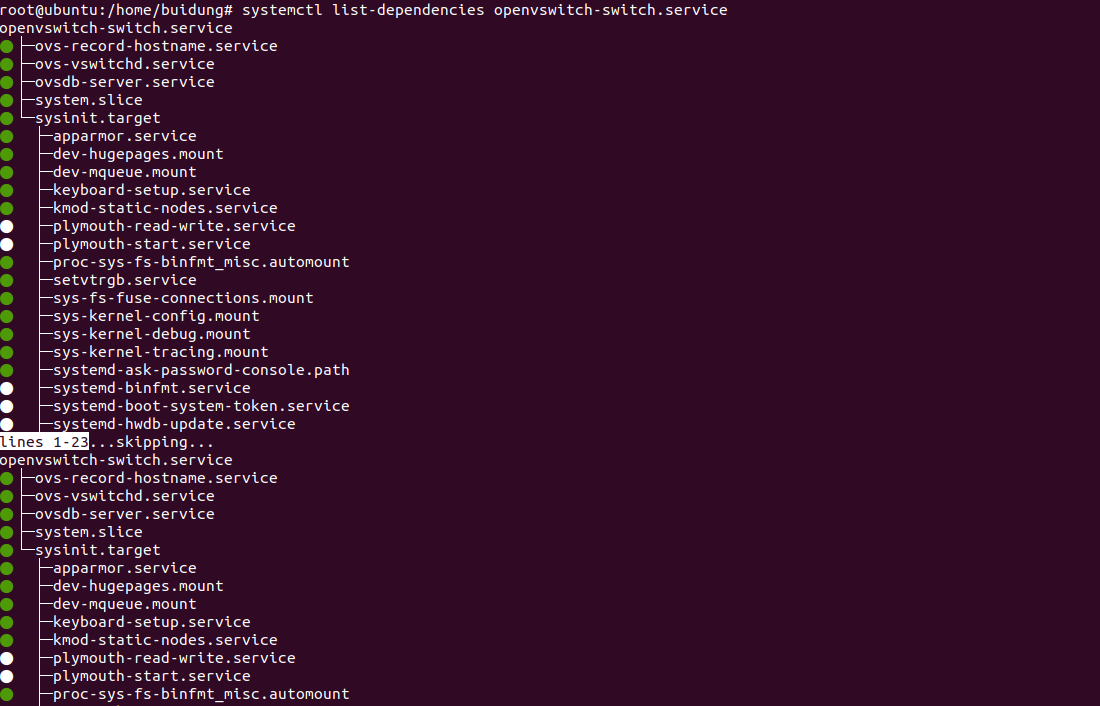 root@ubuntu:/home/buidung# systemctl list-dependencies openvswitch-switch.service
openvswitch-switch.service
● ├─ovs-record-hostname.service
● ├─ovs-vswitchd.service
● ├─ovsdb-server.service
● ├─system.slice
● └─sysinit.target
●   ├─apparmor.service
●   ├─dev-hugepages.mount
●   ├─dev-mqueue.mount
●   ├─keyboard-setup.service
●   ├─kmod-static-nodes.service
●   ├─plymouth-read-write.service
●   ├─plymouth-start.service
●   ├─proc-sys-fs-binfmt_misc.automount
●   ├─setvtrgb.service
●   ├─sys-fs-fuse-connections.mount
●   ├─sys-kernel-config.mount
●   ├─sys-kernel-debug.mount
●   ├─sys-kernel-tracing.mount
●   ├─systemd-ask-password-console.path
●   ├─systemd-binfmt.service
●   ├─systemd-boot-system-token.service
●   ├─systemd-hwdb-update.service
lines 1-23...skipping...
openvswitch-switch.service
● ├─ovs-record-hostname.service
● ├─ovs-vswitchd.service
● ├─ovsdb-server.service
● ├─system.slice
● └─sysinit.target
●   ├─apparmor.service
●   ├─dev-hugepages.mount
●   ├─dev-mqueue.mount
●   ├─keyboard-setup.service
●   ├─kmod-static-nodes.service
●   ├─plymouth-read-write.service
●   ├─plymouth-start.service
●   ├─proc-sys-fs-binfmt_misc.automount